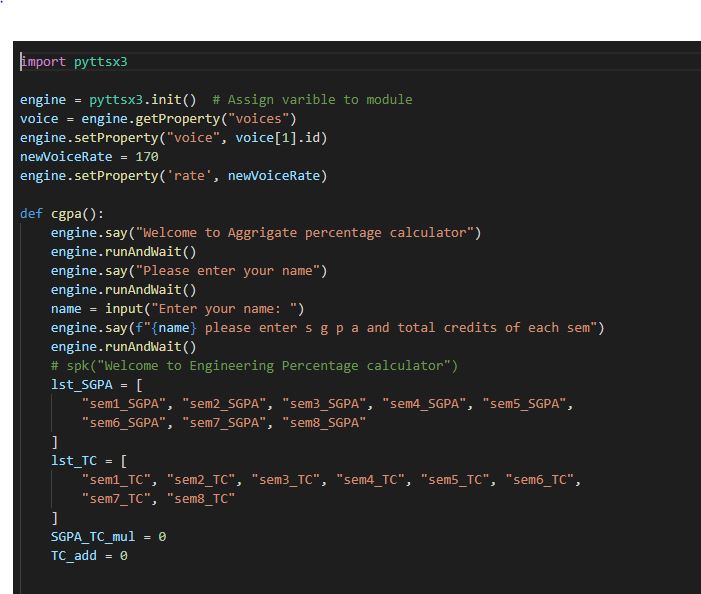 import pyttsx3
engine = pyttsx3.init()  # Assign varible to module
voice = engine.getProperty("voices")
engine.setProperty("voice", voice[1].id)
newVoiceRate = 170
engine.setProperty('rate', newVoiceRate)
def cgpa():
    engine.say("Welcome to Aggrigate percentage calculator")
    engine.runAndWait()
    engine.say("Please enter your name")
    engine.runAndWait()
    name = input("Enter your name: ")
    engine.say(f"{name} please enter s g p a and total credits of each sem")
    engine.runAndWait()
    # spk("Welcome to Engineering Percentage calculator")
    lst_SGPA = [
        "sem1_SGPA", "sem2_SGPA", "sem3_SGPA", "sem4_SGPA", "sem5_SGPA",
        "sem6_SGPA", "sem7_SGPA", "sem8_SGPA"
    ]
    lst_TC = [
        "sem1_TC", "sem2_TC", "sem3_TC", "sem4_TC", "sem5_TC", "sem6_TC",
        "sem7_TC", "sem8_TC"
    ]
    SGPA_TC_mul = 0
    TC_add = 0